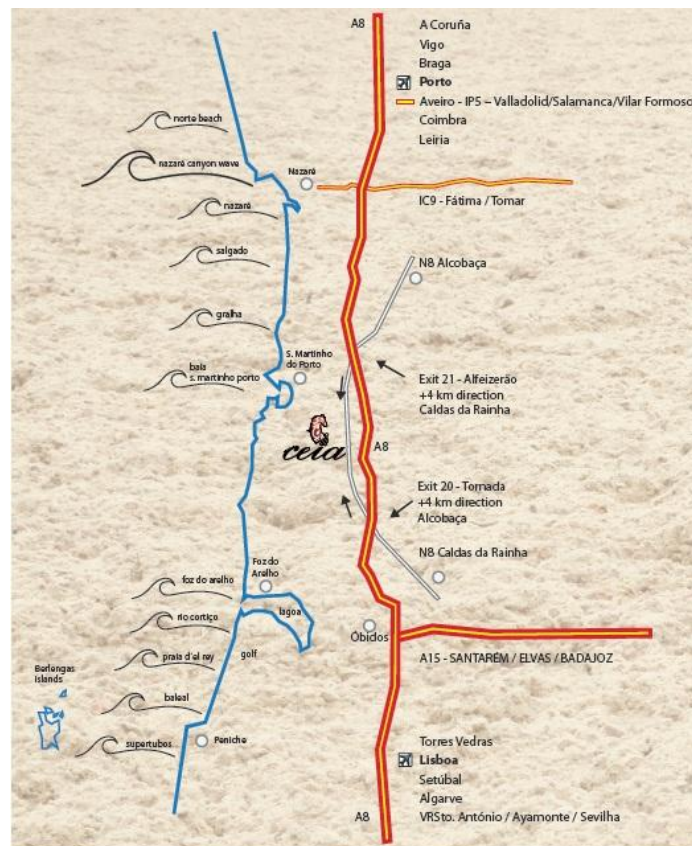 A8
A Coruña
Vigo
Braga
Porto
Aveiro - IP5 – Valladolid/Salamanca/Vilar Formoso
Coimbra
Leiria
norte beach
nazaré canyon wave
Nazaré
nazaré
IC9 - Fátima / Tomar
salgado
N8 Alcobaça
gralha
S. Martinho
do Porto
baía
s. martinho porto
Exit 21 - Alfeizerão
+4 km direction
Caldas da Rainha
ceia
A8
Exit 20 - Tornada
+4 km direction
Alcobaça
N8 Caldas da Rainha
Foz do
Arelho
foz do arelho
lagoa
rio cortiço
Óbidos
golf
praia d'el rey
A15 - SANTARÉM / ELVAS / BADAJOZ
Berlengas
Islands
baleal
supertubos
Peniche
Torres Vedras
Lisboa
Setúbal
Algarve
A8
VRSto. António / Ayamonte / Sevilha